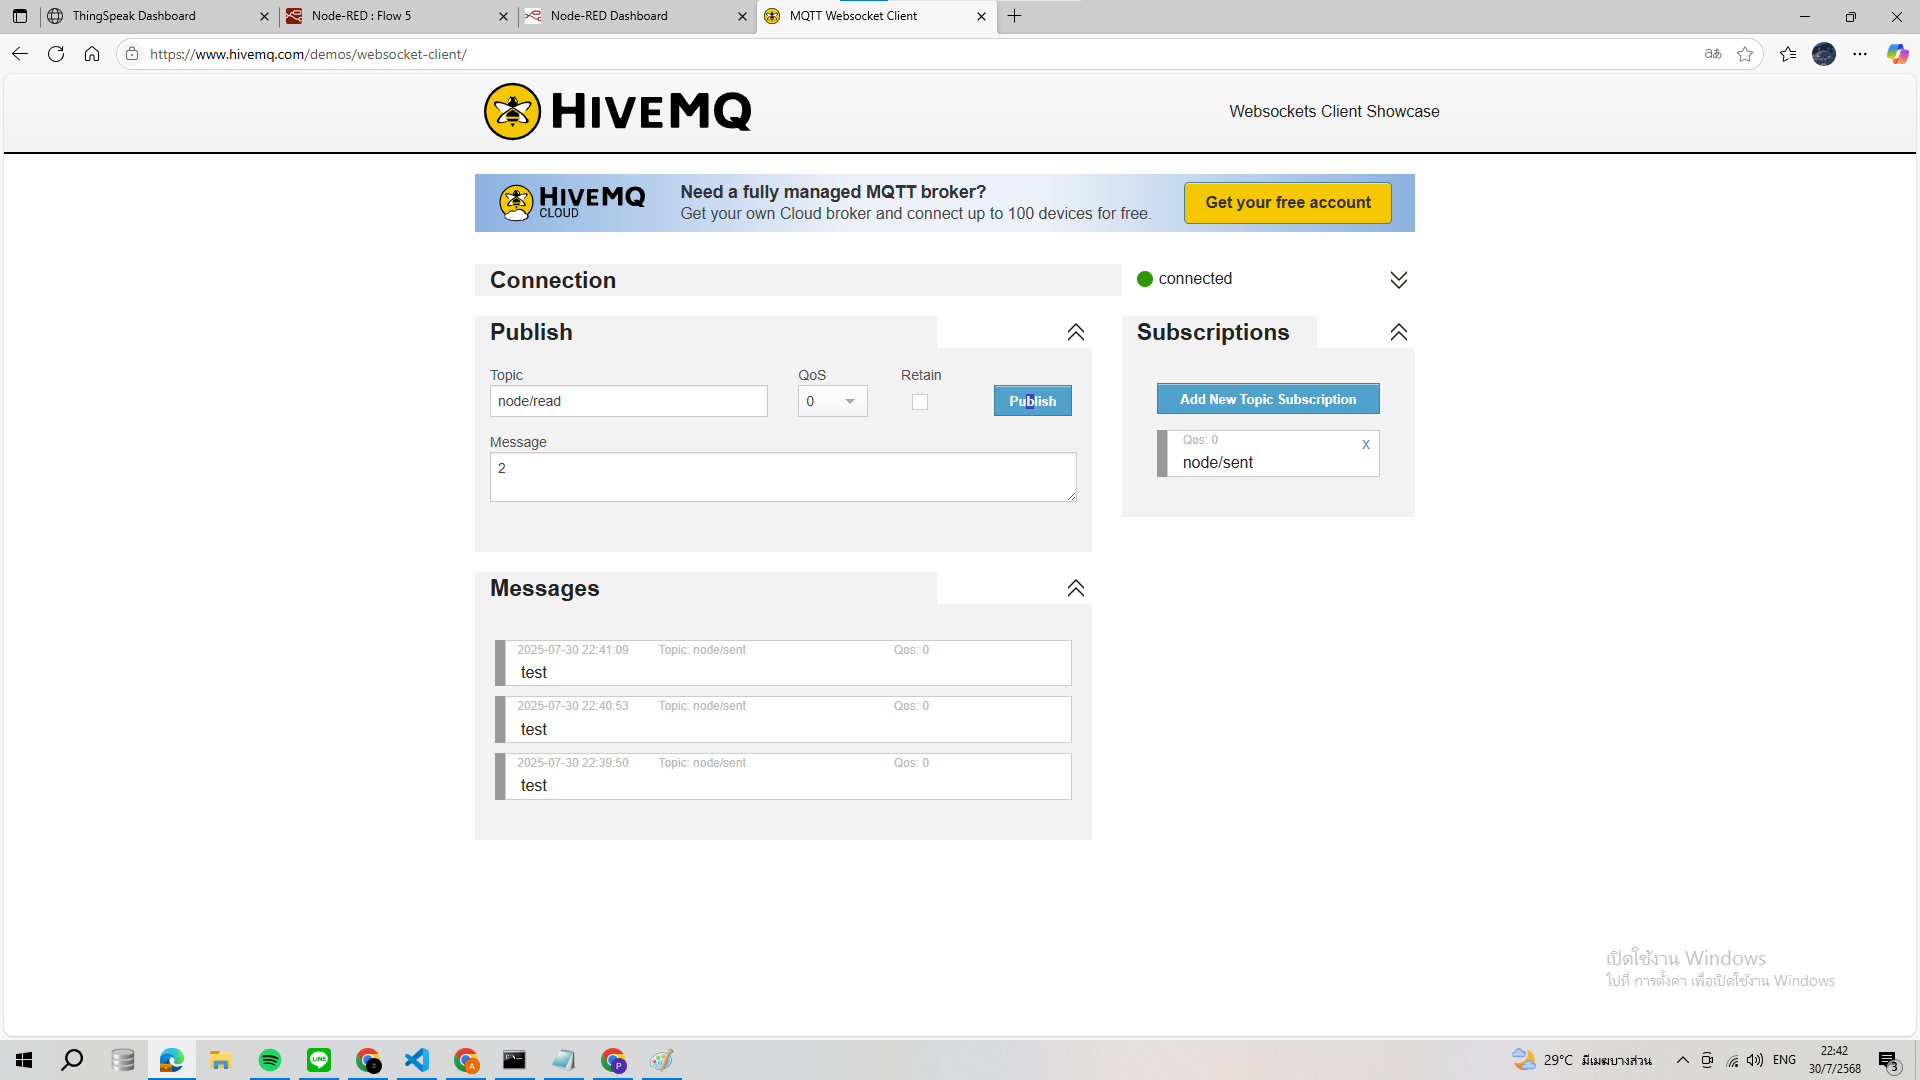 ThingSpeak Dashboard
Node-RED : Flow 5
Node-RED Dashboard
MQTT Websocket Client
https://www.hivemq.com/demos/websocket-client/
HIVEMQ
Websockets Client Showcase
HIVEMQ
CLOUD
Need a fully managed MQTT broker?
Get your own Cloud broker and connect up to 100 devices for free.
Get your free account
Connection
connected
Publish
Subscriptions
Topic
QoS
Retain
node/read
0
Publish
Message
2
Add New Topic Subscription
Qos: 0
x
node/sent
Messages
2025-07-30 22:41:09 Topic: node/sent Qos: 0
test
2025-07-30 22:40:53 Topic: node/sent Qos: 0
test
2025-07-30 22:39:50 Topic: node/sent Qos: 0
test
เปิดใช้งาน Windows
ไปที่ การตั้งค่า เพื่อเปิดใช้งาน Windows
29°C มีเมฆบางส่วน
ENG
22:42
30/7/2568
3